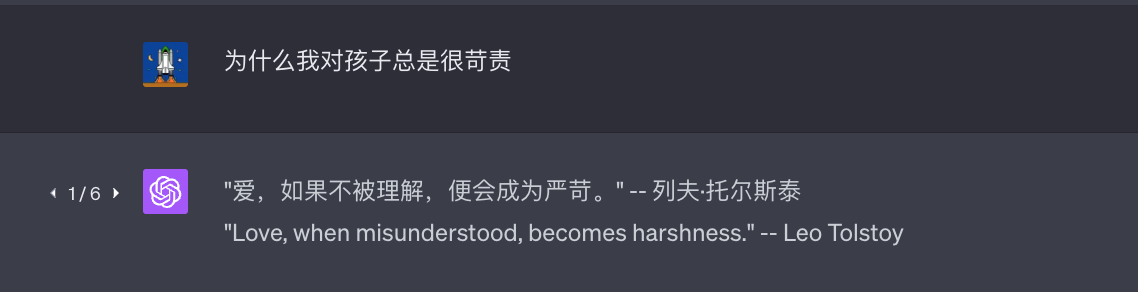 为什么我对孩子总是很苛责
1 / 6
"爱，如果不被理解，便会成为严苛。" -- 列夫·托尔斯泰
"Love, when misunderstood, becomes harshness." -- Leo Tolstoy